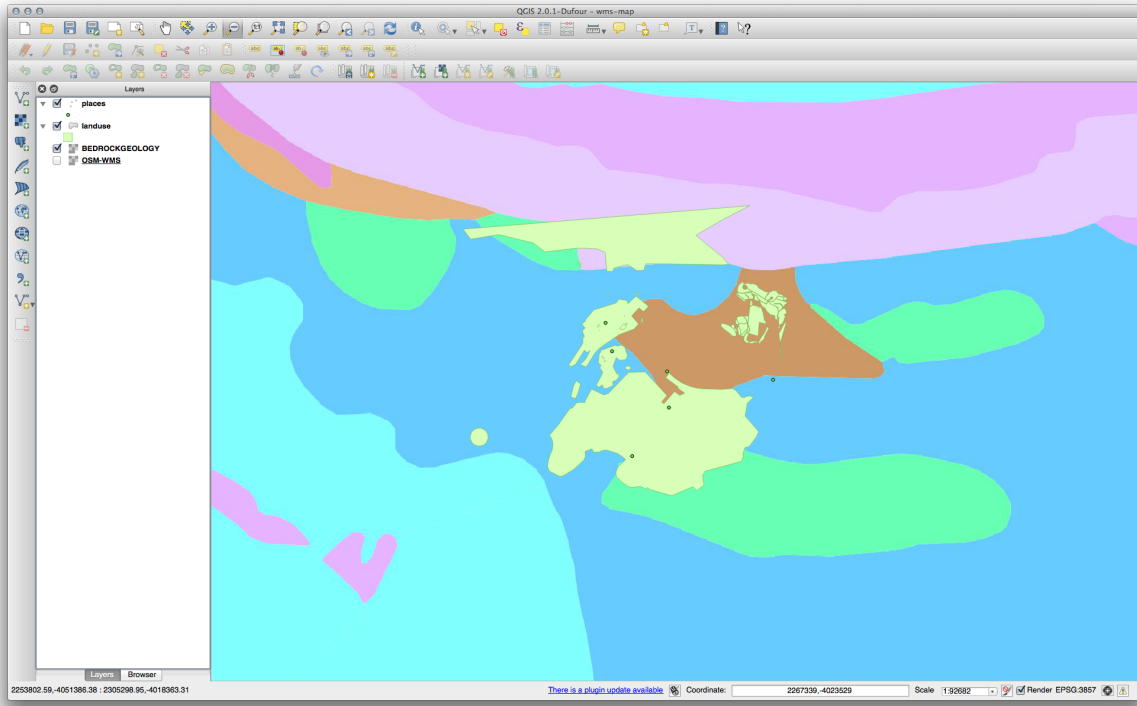 QGIS 2.0.1-Dufour - wms-map
Layers
places
landuse
BEDROCKGEOLOGY
OSM-WMS
Layers Browser
2253802.59,-4051386.38 : 2305298.95,-4018363.31
There is a plugin update available
Coordinate: 2267339,-4023529
Scale 1:92682
Render EPSG:3857